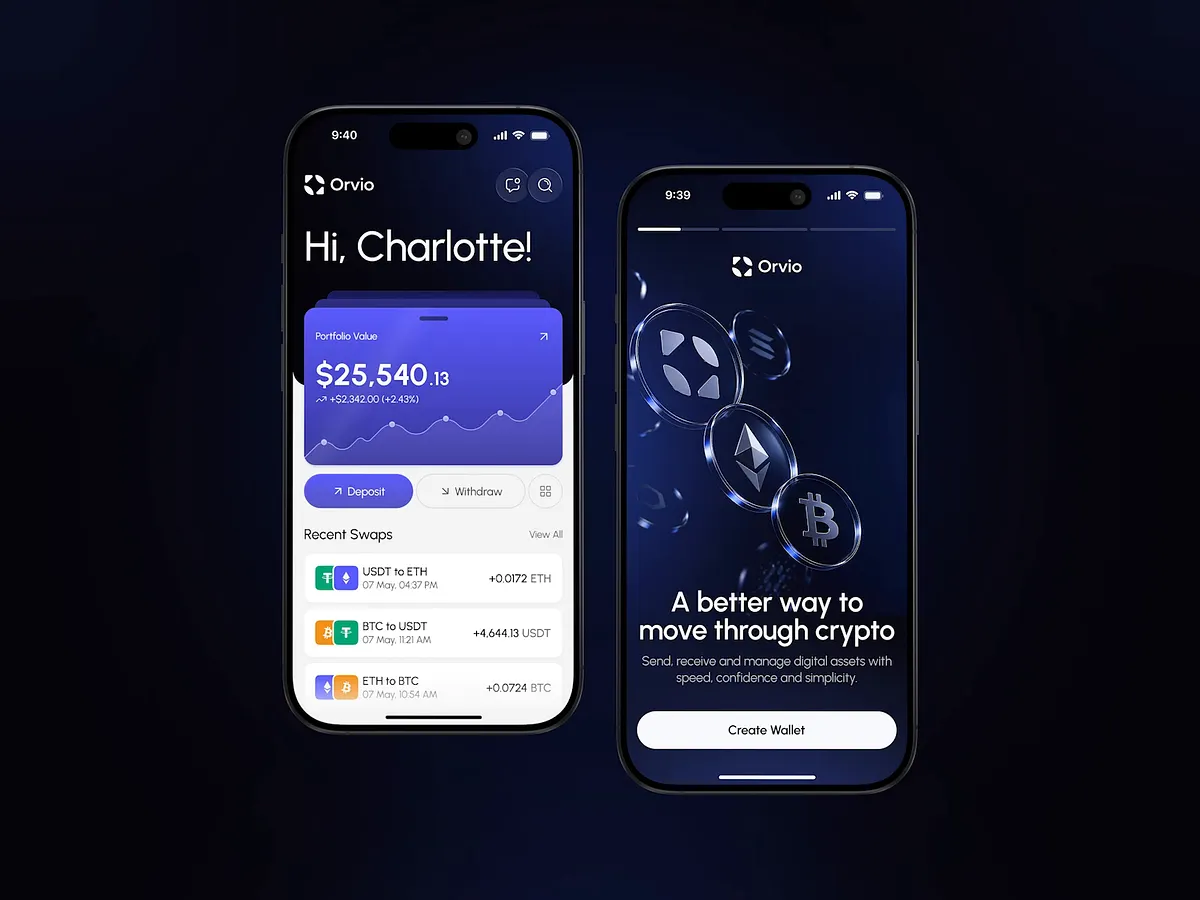 9:40
Orvio
Hi, Charlotte!
Portfolio Value
$25,540.13
+$2,342.00 (+2.43%)
Deposit
Withdraw
Recent Swaps
View All
USDT to ETH
07 May, 04:37 PM
+0.0172 ETH
BTC to USDT
07 May, 11:21 AM
+4,644.13 USDT
ETH to BTC
07 May, 10:54 AM
+0.0724 BTC
9:39
Orvio
A better way to
move through crypto
Send, receive and manage digital assets with
speed, confidence and simplicity.
Create Wallet